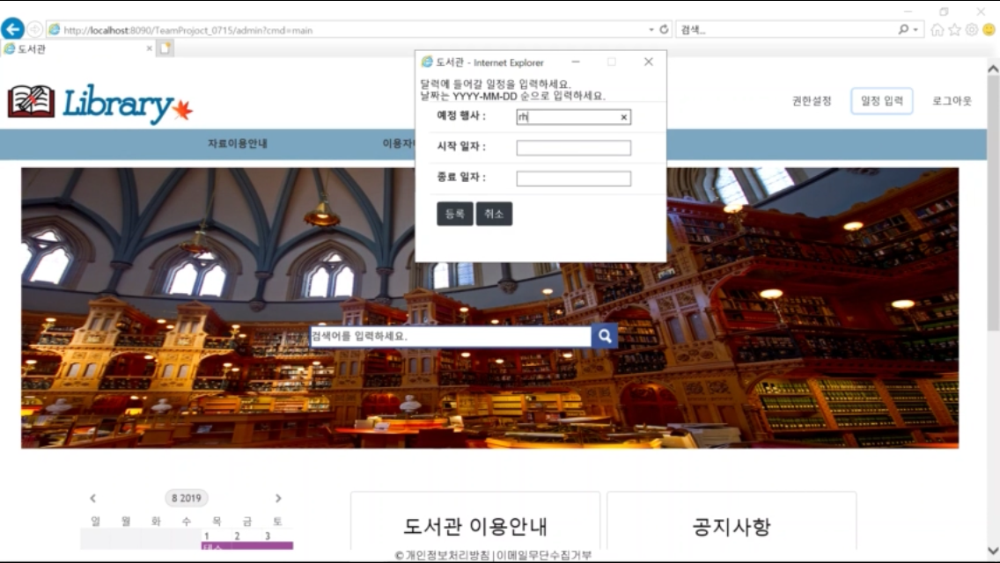 http://localhost:8090/TeamProject_0715/admin?cmd=main
검색...
도서관
도서관 - Internet Explorer
달력에 들어갈 일정을 입력하세요.
날짜는 YYYY-MM-DD 순으로 입력하세요.
예정 행사 :
rh
시작 일자 :
종료 일자 :
등록
취소
Library
권한설정
일정 입력
로그아웃
자료이용안내
검색어를 입력하세요.
8 2019
일 월 화 수 목 금 토
1 2 3
도서관 이용안내
공지사항
© 개인정보처리방침 | 이메일무단수집거부